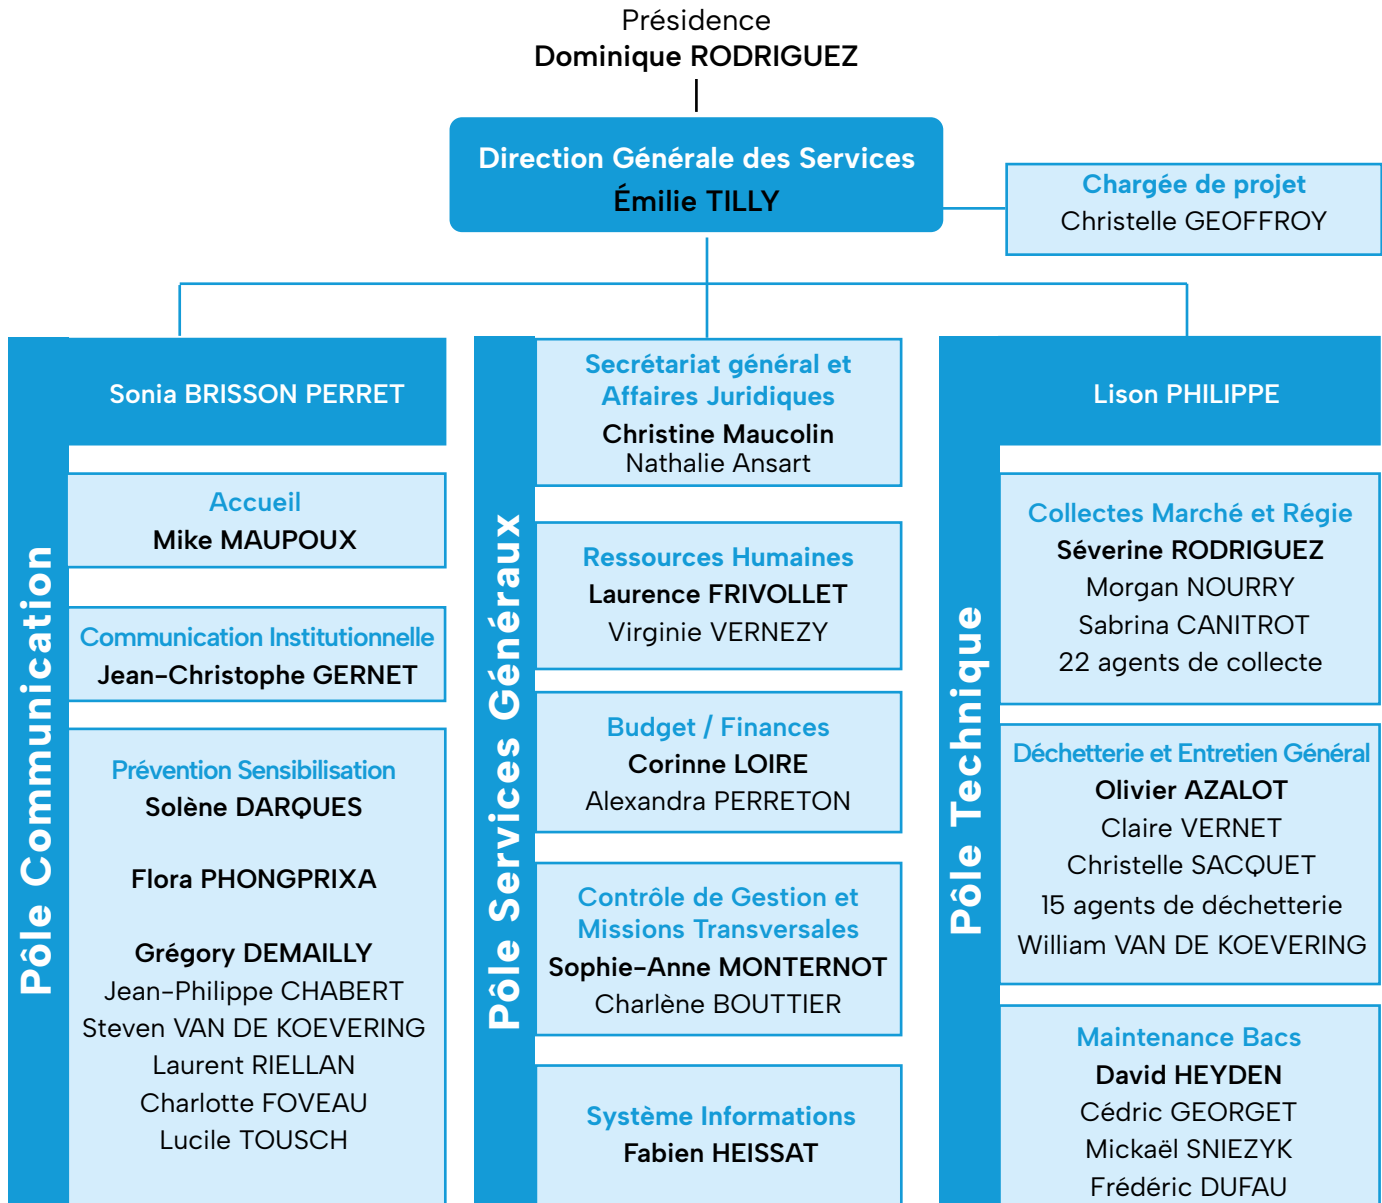 Présidence
Dominique RODRIGUEZ
Direction Générale des Services
Émilie TILLY
Chargée de projet
Christelle GEOFFROY
Pôle Communication
Sonia BRISSON PERRET
Accueil
Mike MAUPOUX
Communication Institutionnelle
Jean-Christophe GERNET
Prévention Sensibilisation
Solène DARQUES
Flora PHONGPRIXA
Grégory DEMAILLY
Jean-Philippe CHABERT
Steven VAN DE KOEVERING
Laurent RIELLAN
Charlotte FOVEAU
Lucile TOUSCH
Pôle Services Généraux
Secrétariat général et
Affaires Juridiques
Christine Maucolin
Nathalie Ansart
Ressources Humaines
Laurence FRIVOLLET
Virginie VERNEZY
Budget / Finances
Corinne LOIRE
Alexandra PERRETON
Contrôle de Gestion et
Missions Transversales
Sophie-Anne MONTERNOT
Charlène BOUTTIER
Système Informations
Fabien HEISSAT
Pôle Technique
Lison PHILIPPE
Collectes Marché et Régie
Séverine RODRIGUEZ
Morgan NOURRY
Sabrina CANITROT
22 agents de collecte
Déchetterie et Entretien Général
Olivier AZALOT
Claire VERNET
Christelle SACQUET
15 agents de déchetterie
William VAN DE KOEVERING
Maintenance Bacs
David HEYDEN
Cédric GEORGET
Mickaël SNIEZYK
Frédéric DUFAU